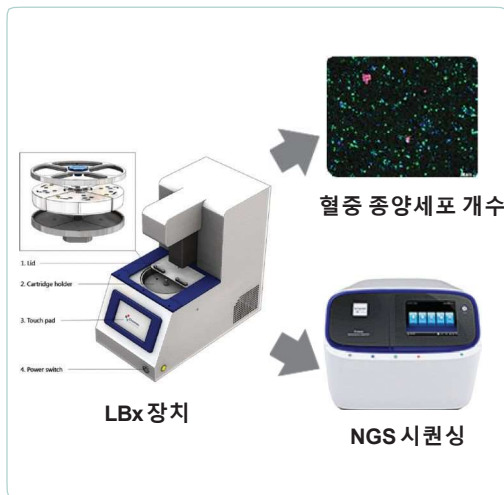 1. Lid
2. Cartridge holder
3. Touch pad
4. Power switch
LBx 장치
혈중 종양세포 개수
NGS 시퀀싱